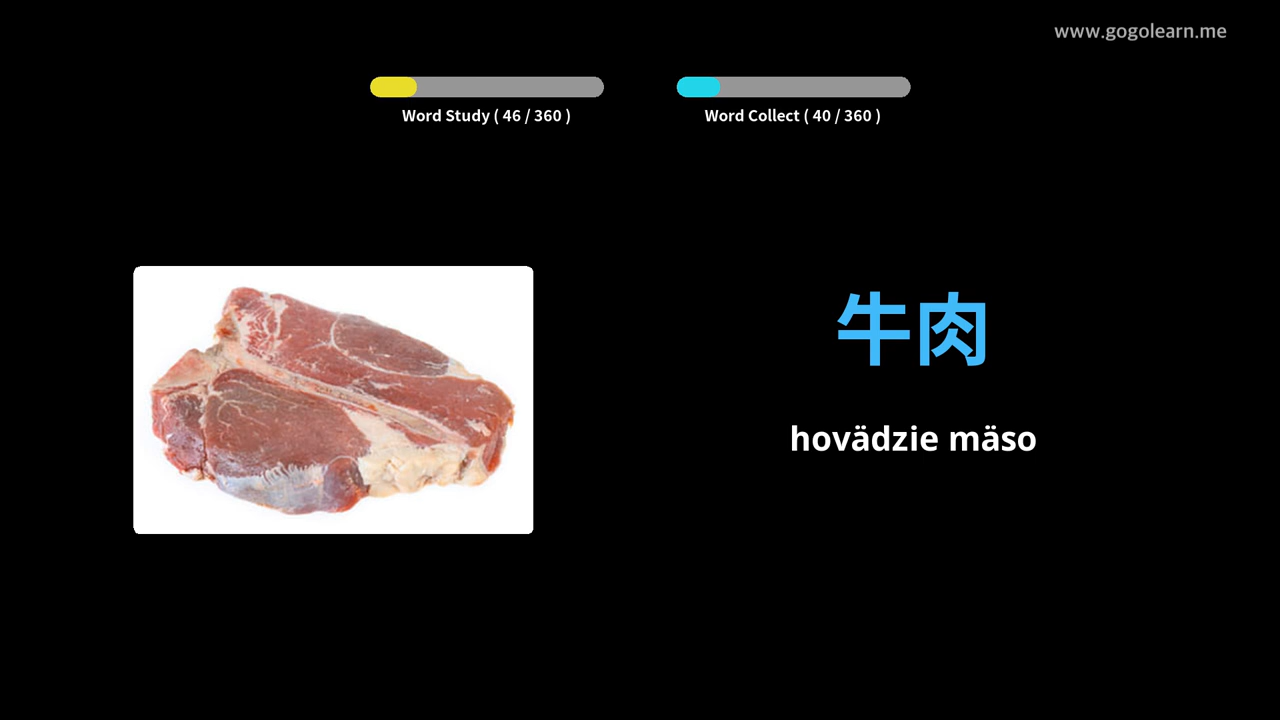 www.gogolearn.me
Word Study ( 46 / 360 )
Word Collect ( 40 / 360 )
牛肉
hovädzie mäso